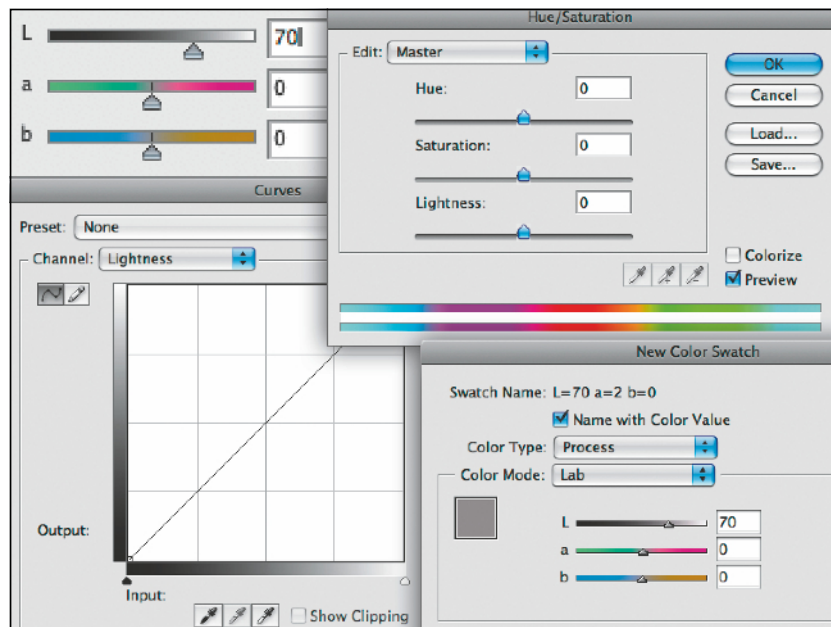 L 70
a 0
b 0
Hue/Saturation
Edit: Master
Hue: 0
Saturation: 0
Lightness: 0
OK
Cancel
Load...
Save...
Colorize
Preview
Curves
Preset: None
Channel: Lightness
Output:
Input:
Show Clipping
New Color Swatch
Swatch Name: L=70 a=2 b=0
Name with Color Value
Color Type: Process
Color Mode: Lab
L 70
a 0
b 0